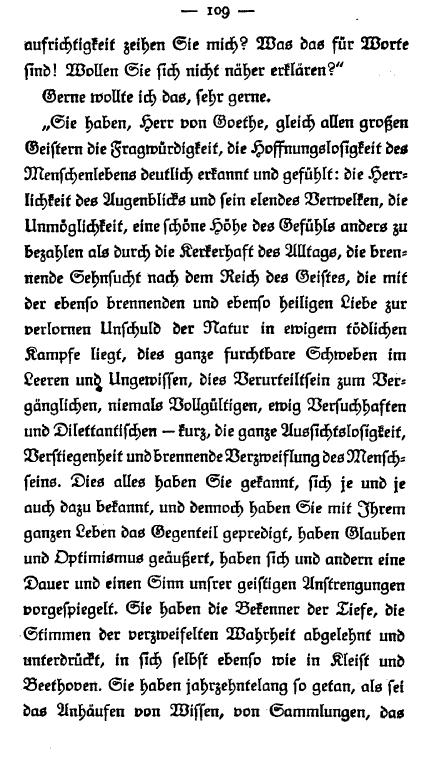 — 109 —
aufrichtigkeit zeihen Sie mich? Was das für Worte
sind! Wollen Sie sich nicht näher erklären?“
Gerne wollte ich das, sehr gerne.
„Sie haben, Herr von Goethe, gleich allen großen
Geistern die Fragwürdigkeit, die Hoffnungslosigkeit des
Menschenlebens deutlich erkannt und gefühlt: die Herr-
lichkeit des Augenblicks und sein elendes Verwelken, die
Unmöglichkeit, eine schöne Höhe des Gefühls anders zu
bezahlen als durch die Kerkerhaft des Alltags, die bren-
nende Sehnsucht nach dem Reich des Geistes, die mit
der ebenso brennenden und ebenso heiligen Liebe zur
verlornen Unschuld der Natur in ewigem tödlichen
Kampfe liegt, dies ganze furchtbare Schweben im
Leeren und Ungewissen, dies Verurteiltsein zum Ver-
gänglichen, niemals Vollgültigen, ewig Versuchhaften
und Dilettantischen — kurz, die ganze Aussichtslosigkeit,
Verstiegenheit und brennende Verzweiflung des Mensch-
seins. Dies alles haben Sie gekannt, sich je und je
auch dazu bekannt, und dennoch haben Sie mit Ihrem
ganzen Leben das Gegenteil gepredigt, haben Glauben
und Optimismus geäußert, haben sich und andern eine
Dauer und einen Sinn unsrer geistigen Anstrengungen
vorgespiegelt. Sie haben die Bekenner der Tiefe, die
Stimmen der verzweifelten Wahrheit abgelehnt und
unterdrückt, in sich selbst ebenso wie in Kleist und
Beethoven. Sie haben jahrzehntelang so getan, als sei
das Anhäufen von Wissen, von Sammlungen, das